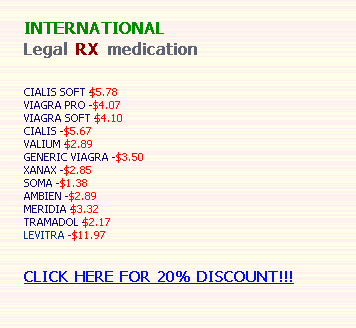 INTERNATIONAL
Legal RX medication
CIALIS SOFT $5.78
VIAGRA PRO -$4.07
VIAGRA SOFT $4.10
CIALIS -$5.67
VALIUM $2.89
GENERIC VIAGRA -$3.50
XANAX -$2.85
SOMA -$1.38
AMBIEN -$2.89
MERIDIA $3.32
TRAMADOL $2.17
LEVITRA -$11.97
CLICK HERE FOR 20% DISCOUNT!!!